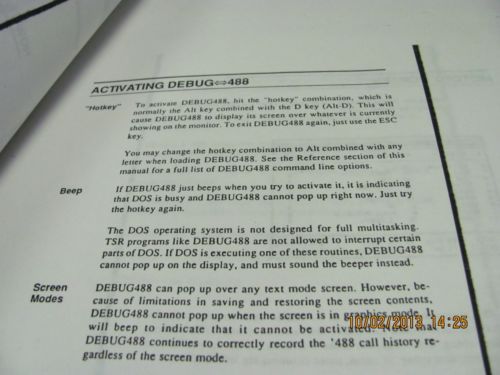 ACTIVATING DEBUG⇔488
"Hotkey" To activate DEBUG488, hit the "hotkey" combination, which is
normally the Alt key combined with the D key (Alt-D). This will
cause DEBUG488 to display its screen over whatever is currently
showing on the monitor. To exit DEBUG488 again, just use the ESC
key.
You may change the hotkey combination to Alt combined with any
letter when loading DEBUG488. See the Reference section of this
manual for a full list of DEBUG488 command line options.
Beep If DEBUG488 just beeps when you try to activate it, it is indicating
that DOS is busy and DEBUG488 cannot pop up right now. Just try
the hotkey again.
The DOS operating system is not designed for full multitasking.
TSR programs like DEBUG488 are not allowed to interrupt certain
parts of DOS. If DOS is executing one of these routines, DEBUG488
cannot pop up on the display, and must sound the beeper instead.
Screen DEBUG488 can pop up over any text mode screen. However, be-
Modes cause of limitations in saving and restoring the screen contents,
DEBUG488 cannot pop up when the screen is in graphics mode. It
will beep to indicate that it cannot be activated. Note that
DEBUG488 continues to correctly record the '488 call history re-
gardless of the screen mode.
10/02/2013 14:25